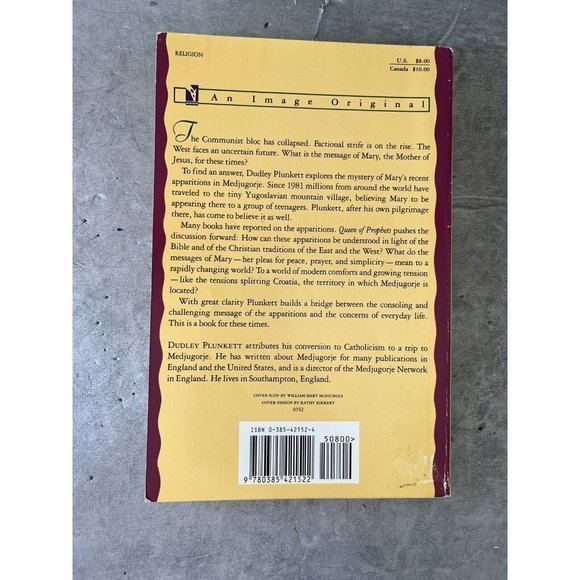 RELIGION
U.S. $8.00
Canada $10.00
An Image Original
The Communist bloc has collapsed. Factional strife is on the rise. The
West faces an uncertain future. What is the message of Mary, the Mother of
Jesus, for these times?
To find an answer, Dudley Plunkett explores the mystery of Mary's recent
apparitions in Medjugorje. Since 1981 millions from around the world have
traveled to the tiny Yugoslavian mountain village, believing Mary to be
appearing there to a group of teenagers. Plunkett, after his own pilgrimage
there, has come to believe it as well.
Many books have reported on the apparitions. Queen of Prophets pushes the
discussion forward: How can these apparitions be understood in light of the
Bible and of the Christian traditions of the East and the West? What do the
messages of Mary—her pleas for peace, prayer, and simplicity—mean to a
rapidly changing world? To a world of modern comforts and growing tension
—like the tensions splitting Croatia, the territory in which Medjugorje is
located?
With great clarity Plunkett builds a bridge between the consoling and
challenging message of the apparitions and the concerns of everyday life.
This is a book for these times.
DUDLEY PLUNKETT attributes his conversion to Catholicism to a trip to
Medjugorje. He has written about Medjugorje for many publications in
England and the United States, and is a director of the Medjugorje Network
in England. He lives in Southampton, England.
COVER ICON BY WILLIAM HART McNICHOLS
COVER DESIGN BY KATHY KIKKERT
0592
ISBN 0-385-42152-4
50800>
9 780385 421522